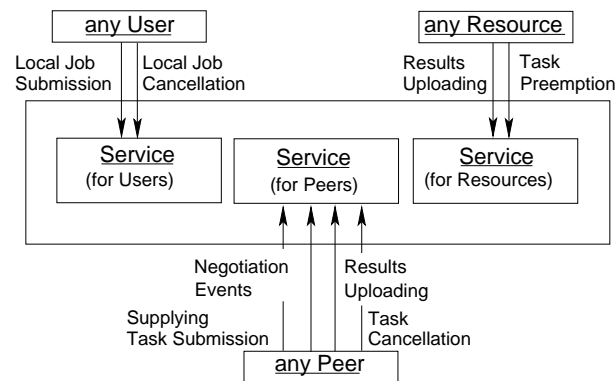 any User
any Resource
Local Job
Submission
Local Job
Cancellation
Results
Uploading
Task
Preemption
Service
(for Users)
Service
(for Peers)
Service
(for Resources)
Negotiation
Events
Results
Uploading
Supplying
Task Submission
Task
Cancellation
any Peer